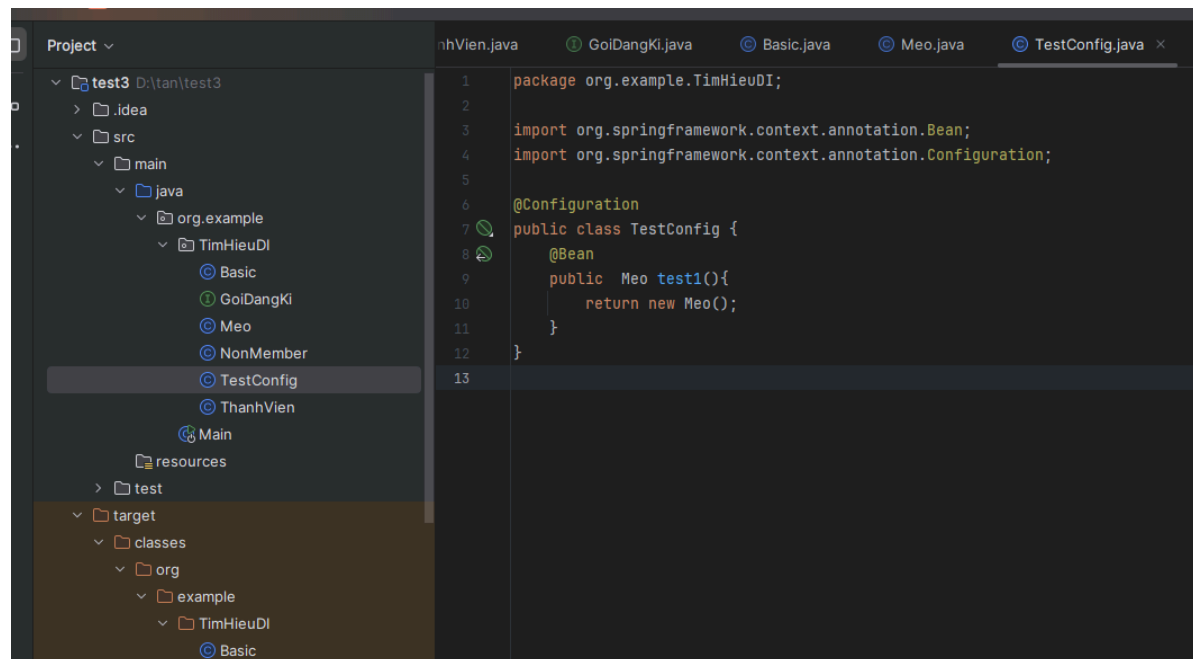 Project
test3 D:\tan\test3
.idea
src
main
java
org.example
TimHieuDI
Basic
GoiDangKi
Meo
NonMember
TestConfig
ThanhVien
Main
resources
test
target
classes
org
example
TimHieuDI
Basic
nhVien.java GoiDangKi.java Basic.java Meo.java TestConfig.java ×
1 package org.example.TimHieuDI;
2
3 import org.springframework.context.annotation.Bean;
4 import org.springframework.context.annotation.Configuration;
5
6 @Configuration
7 public class TestConfig {
8 @Bean
9 public  Meo test1(){
10 return new Meo();
11 }
12 }
13